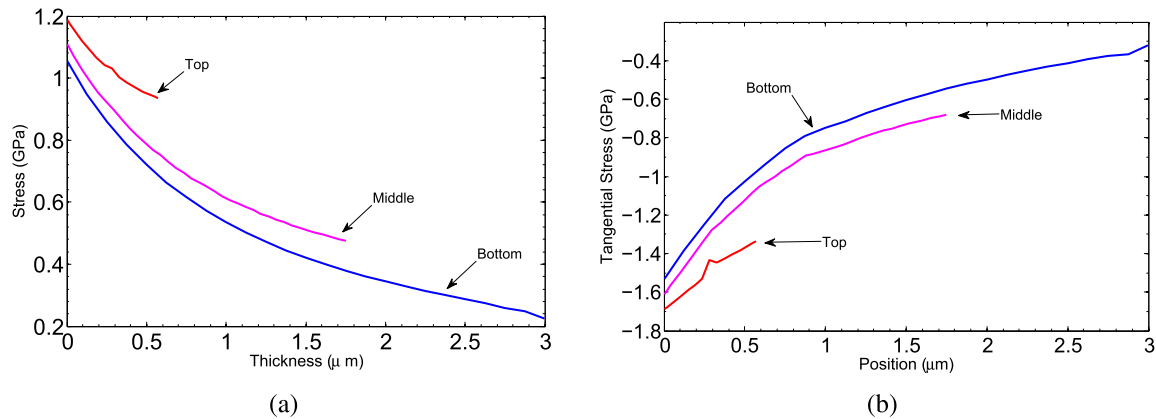 1.2
1
0.8
0.6
0.4
0.2
Stress (GPa)
Top
Middle
Bottom
0 0.5 1 1.5 2 2.5 3
Thickness (μ m)
(a)
−0.4
−0.6
−0.8
−1
−1.2
−1.4
−1.6
−1.8
Tangential Stress (GPa)
Bottom
Middle
Top
0 0.5 1 1.5 2 2.5 3
Position (μm)
(b)